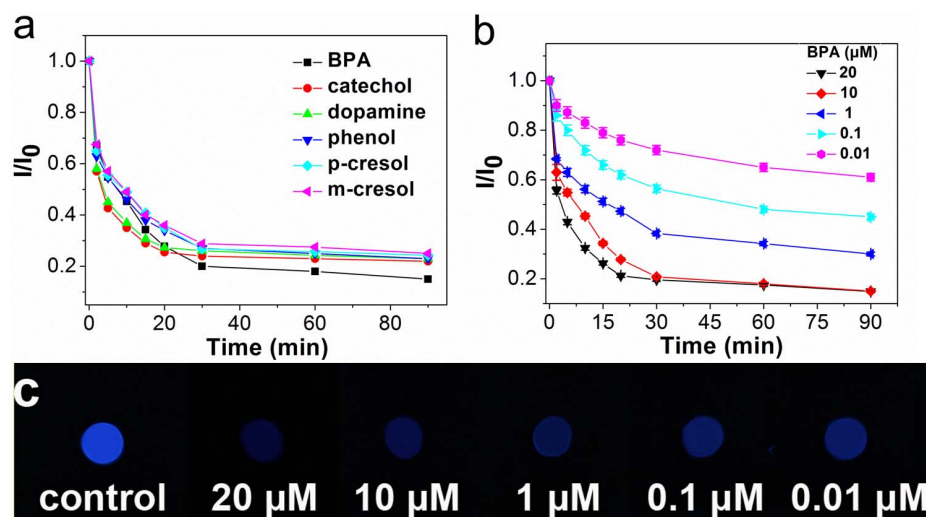 a
BPA
catechol
dopamine
phenol
p-cresol
m-cresol
I/I0
1.0
0.8
0.6
0.4
0.2
0 20 40 60 80
Time (min)
b
BPA (µM)
20
10
1
0.1
0.01
I/I0
1.0
0.8
0.6
0.4
0.2
0 15 30 45 60 75 90
Time (min)
c
control 20 µM 10 µM 1 µM 0.1 µM 0.01 µM